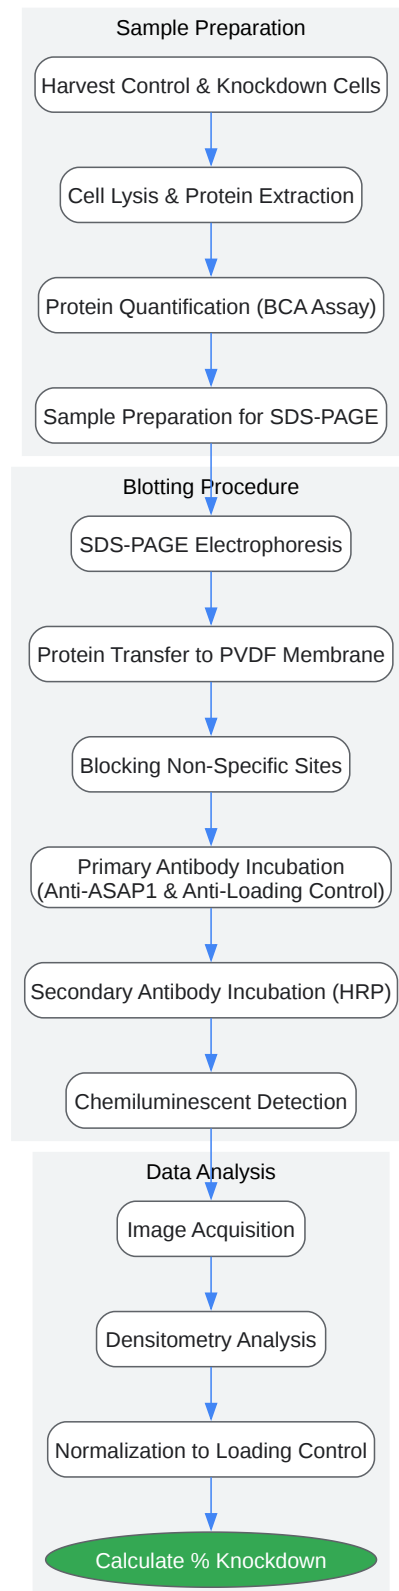 Sample Preparation
Harvest Control & Knockdown Cells
Cell Lysis & Protein Extraction
Protein Quantification (BCA Assay)
Sample Preparation for SDS-PAGE
Blotting Procedure
SDS-PAGE Electrophoresis
Protein Transfer to PVDF Membrane
Blocking Non-Specific Sites
Primary Antibody Incubation
(Anti-ASAP1 & Anti-Loading Control)
Secondary Antibody Incubation (HRP)
Chemiluminescent Detection
Data Analysis
Image Acquisition
Densitometry Analysis
Normalization to Loading Control
Calculate % Knockdown